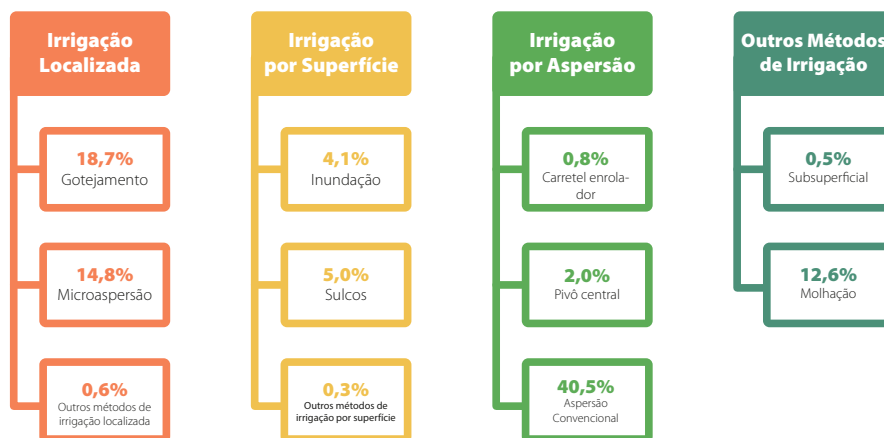 Irrigação
Localizada
18,7%
Gotejamento
14,8%
Microaspersão
0,6%
Outros métodos de
irrigação localizada
Irrigação
por Superfície
4,1%
Inundação
5,0%
Sulcos
0,3%
Outros métodos de
irrigação por superfície
Irrigação
por Aspersão
0,8%
Carretel enrola-
dor
2,0%
Pivô central
40,5%
Aspersão
Convencional
Outros Métodos
de Irrigação
0,5%
Subsuperficial
12,6%
Molhação